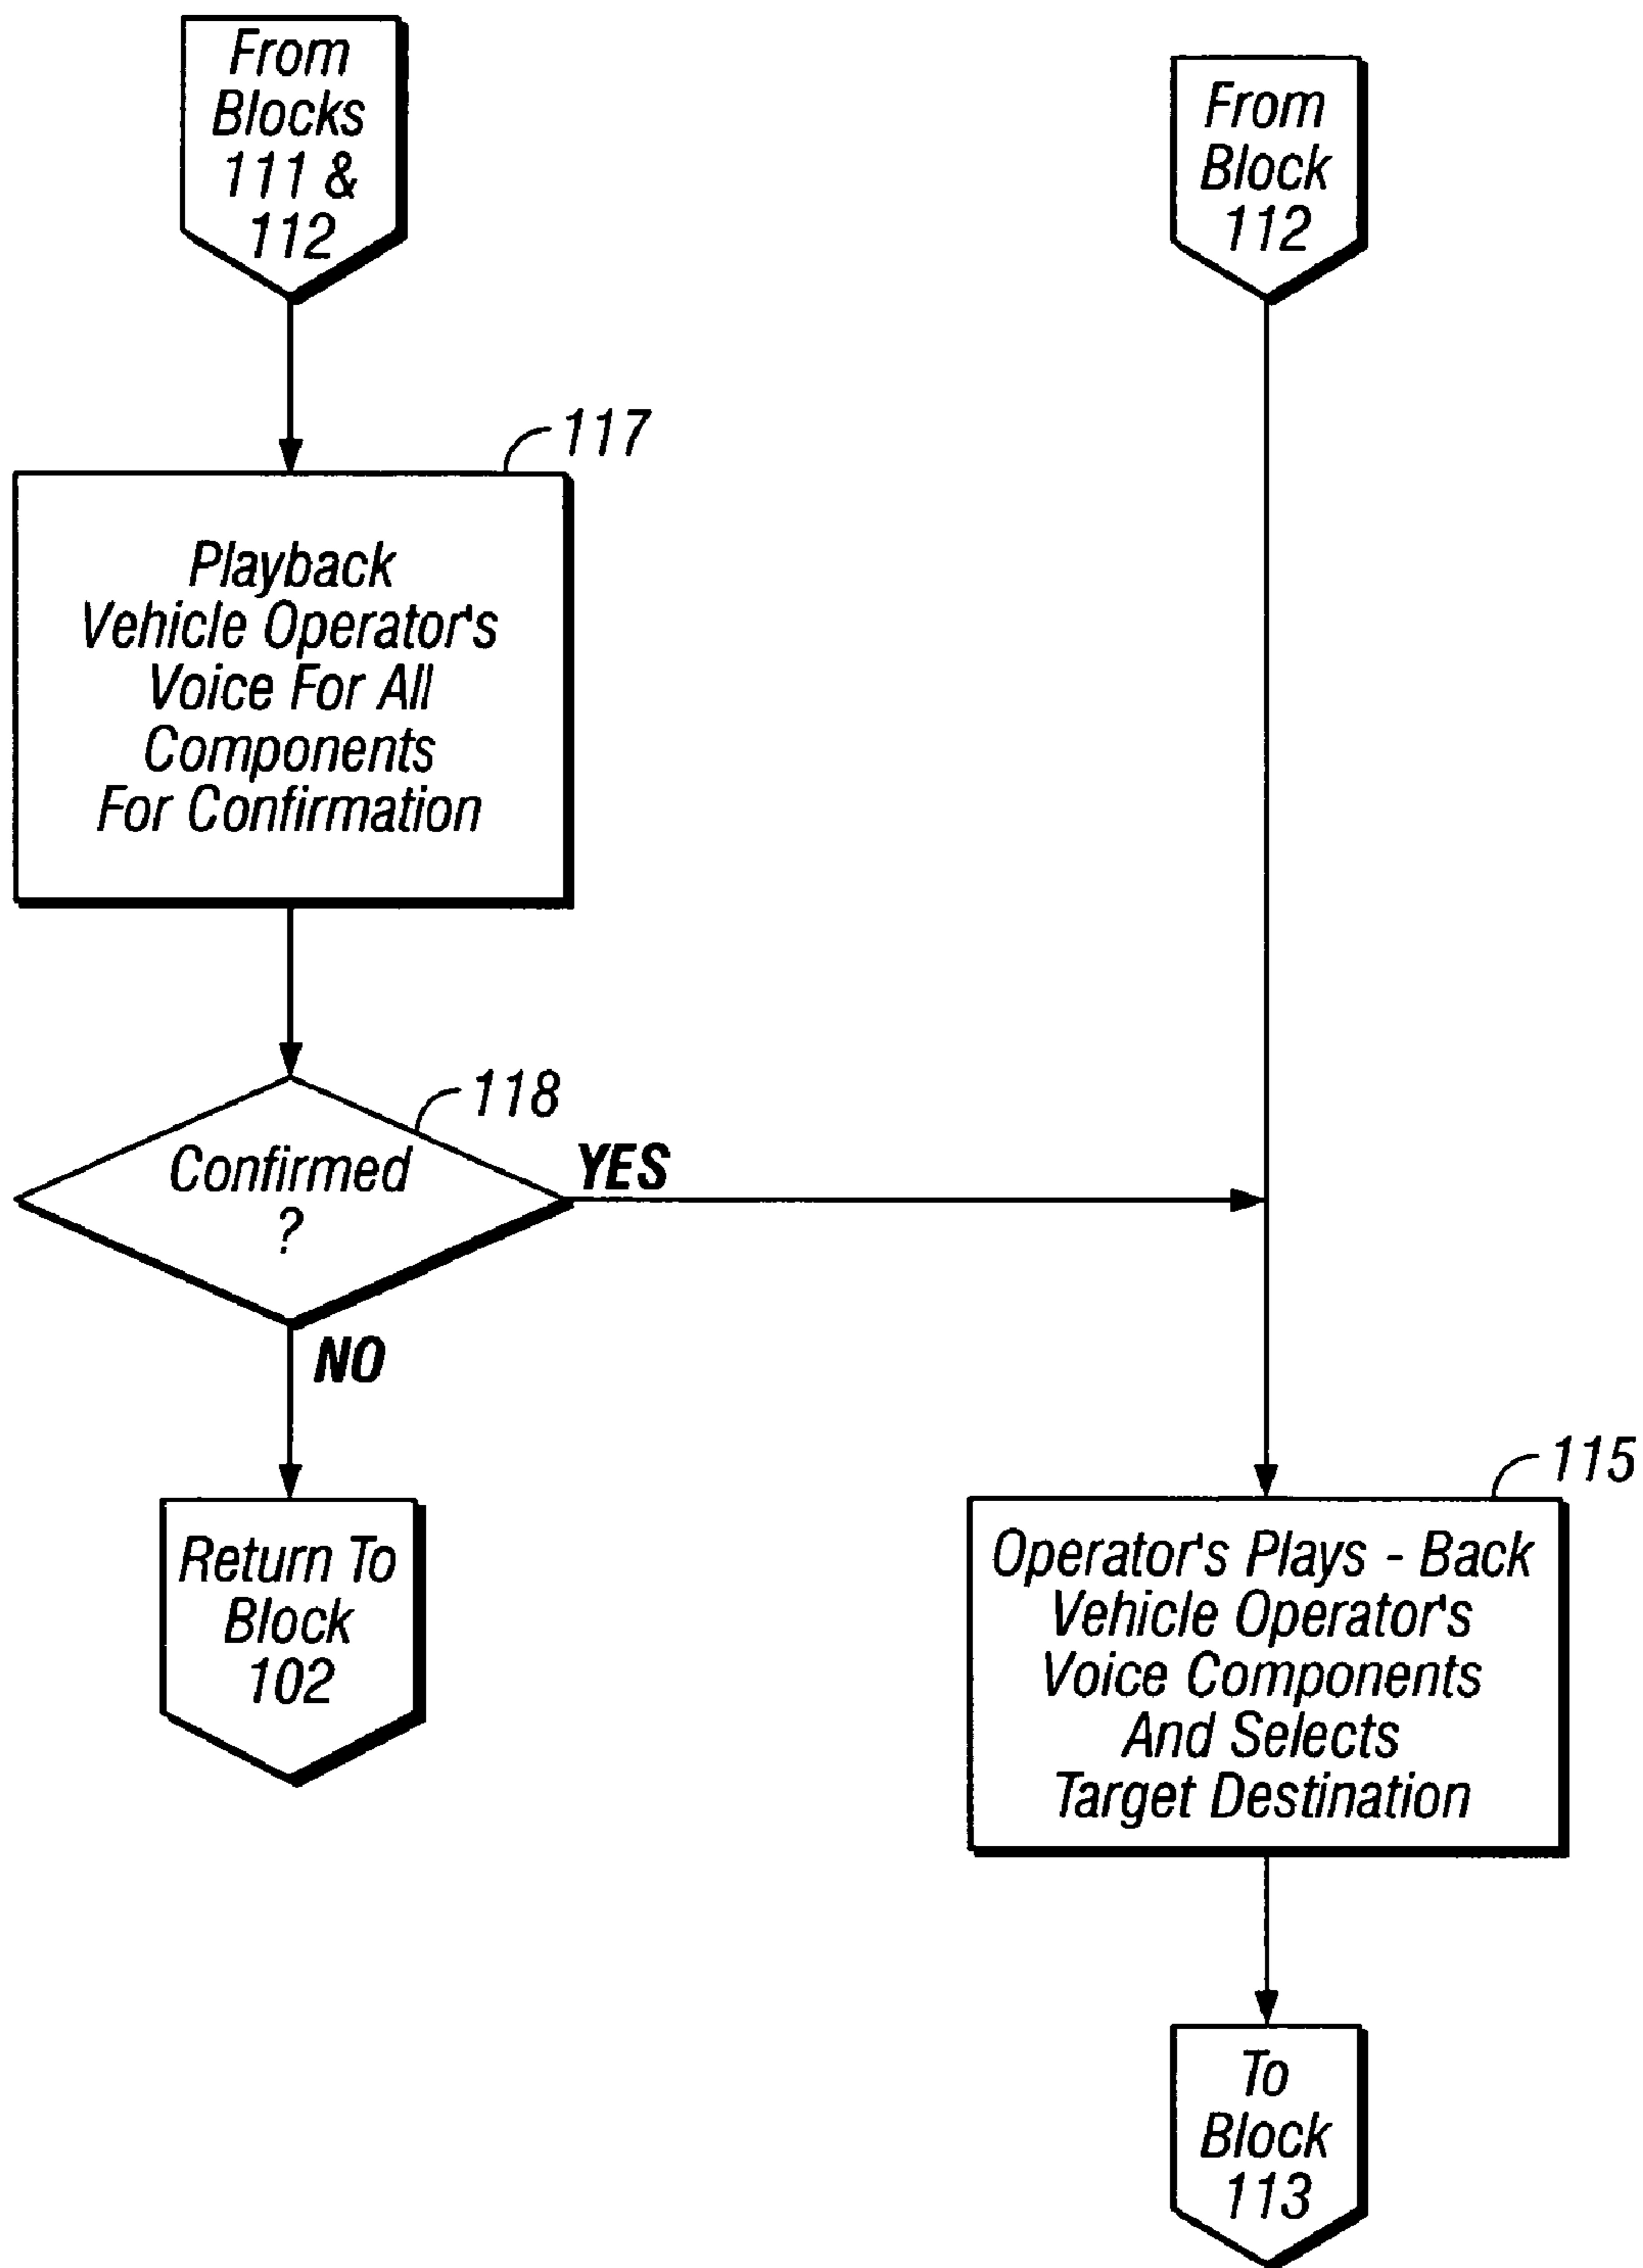 From
Blocks
111 &
112
From
Block
112
117
Playback
Vehicle Operator's
Voice For All
Components
For Confirmation
118
Confirmed
?
YES
NO
Return To
Block
102
115
Operator's Plays - Back
Vehicle Operator's
Voice Components
And Selects
Target Destination
To
Block
113